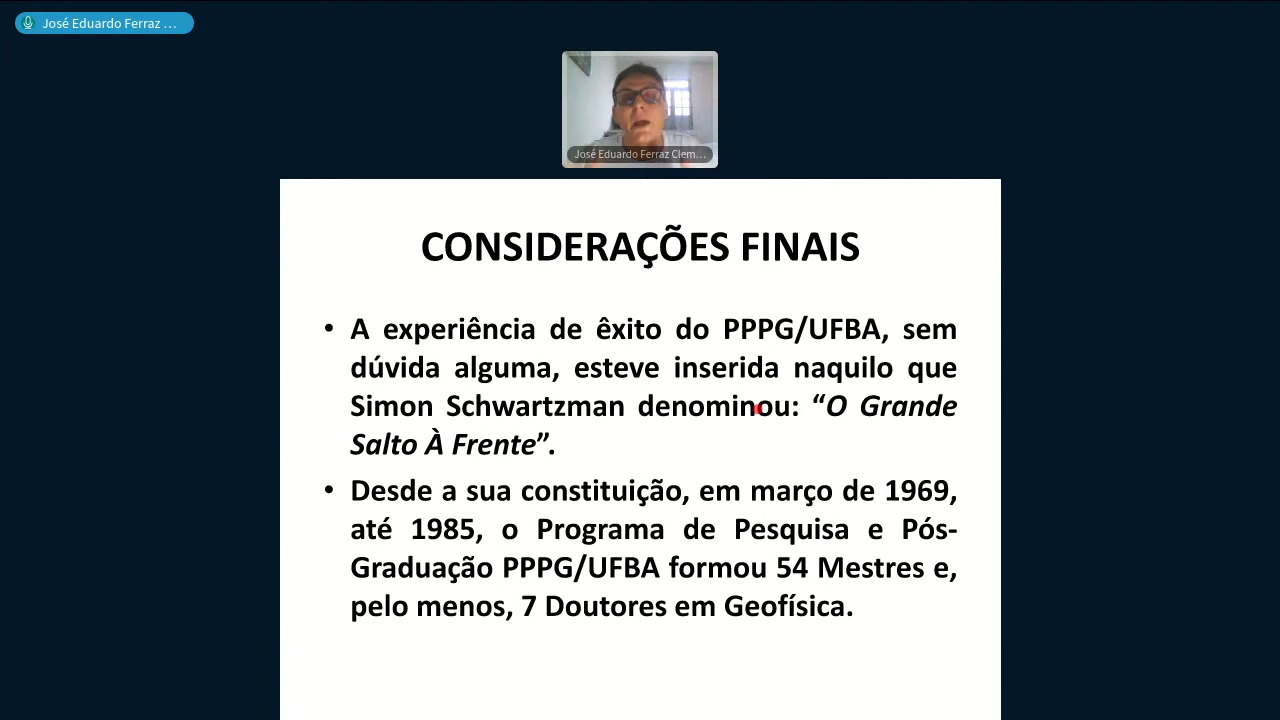 José Eduardo Ferraz ...
José Eduardo Ferraz Clem...
CONSIDERAÇÕES FINAIS
• A experiência de êxito do PPPG/UFBA, sem
dúvida alguma, esteve inserida naquilo que
Simon Schwartzman denominou: “O Grande
Salto À Frente”.
• Desde a sua constituição, em março de 1969,
até 1985, o Programa de Pesquisa e Pós-
Graduação PPPG/UFBA formou 54 Mestres e,
pelo menos, 7 Doutores em Geofísica.